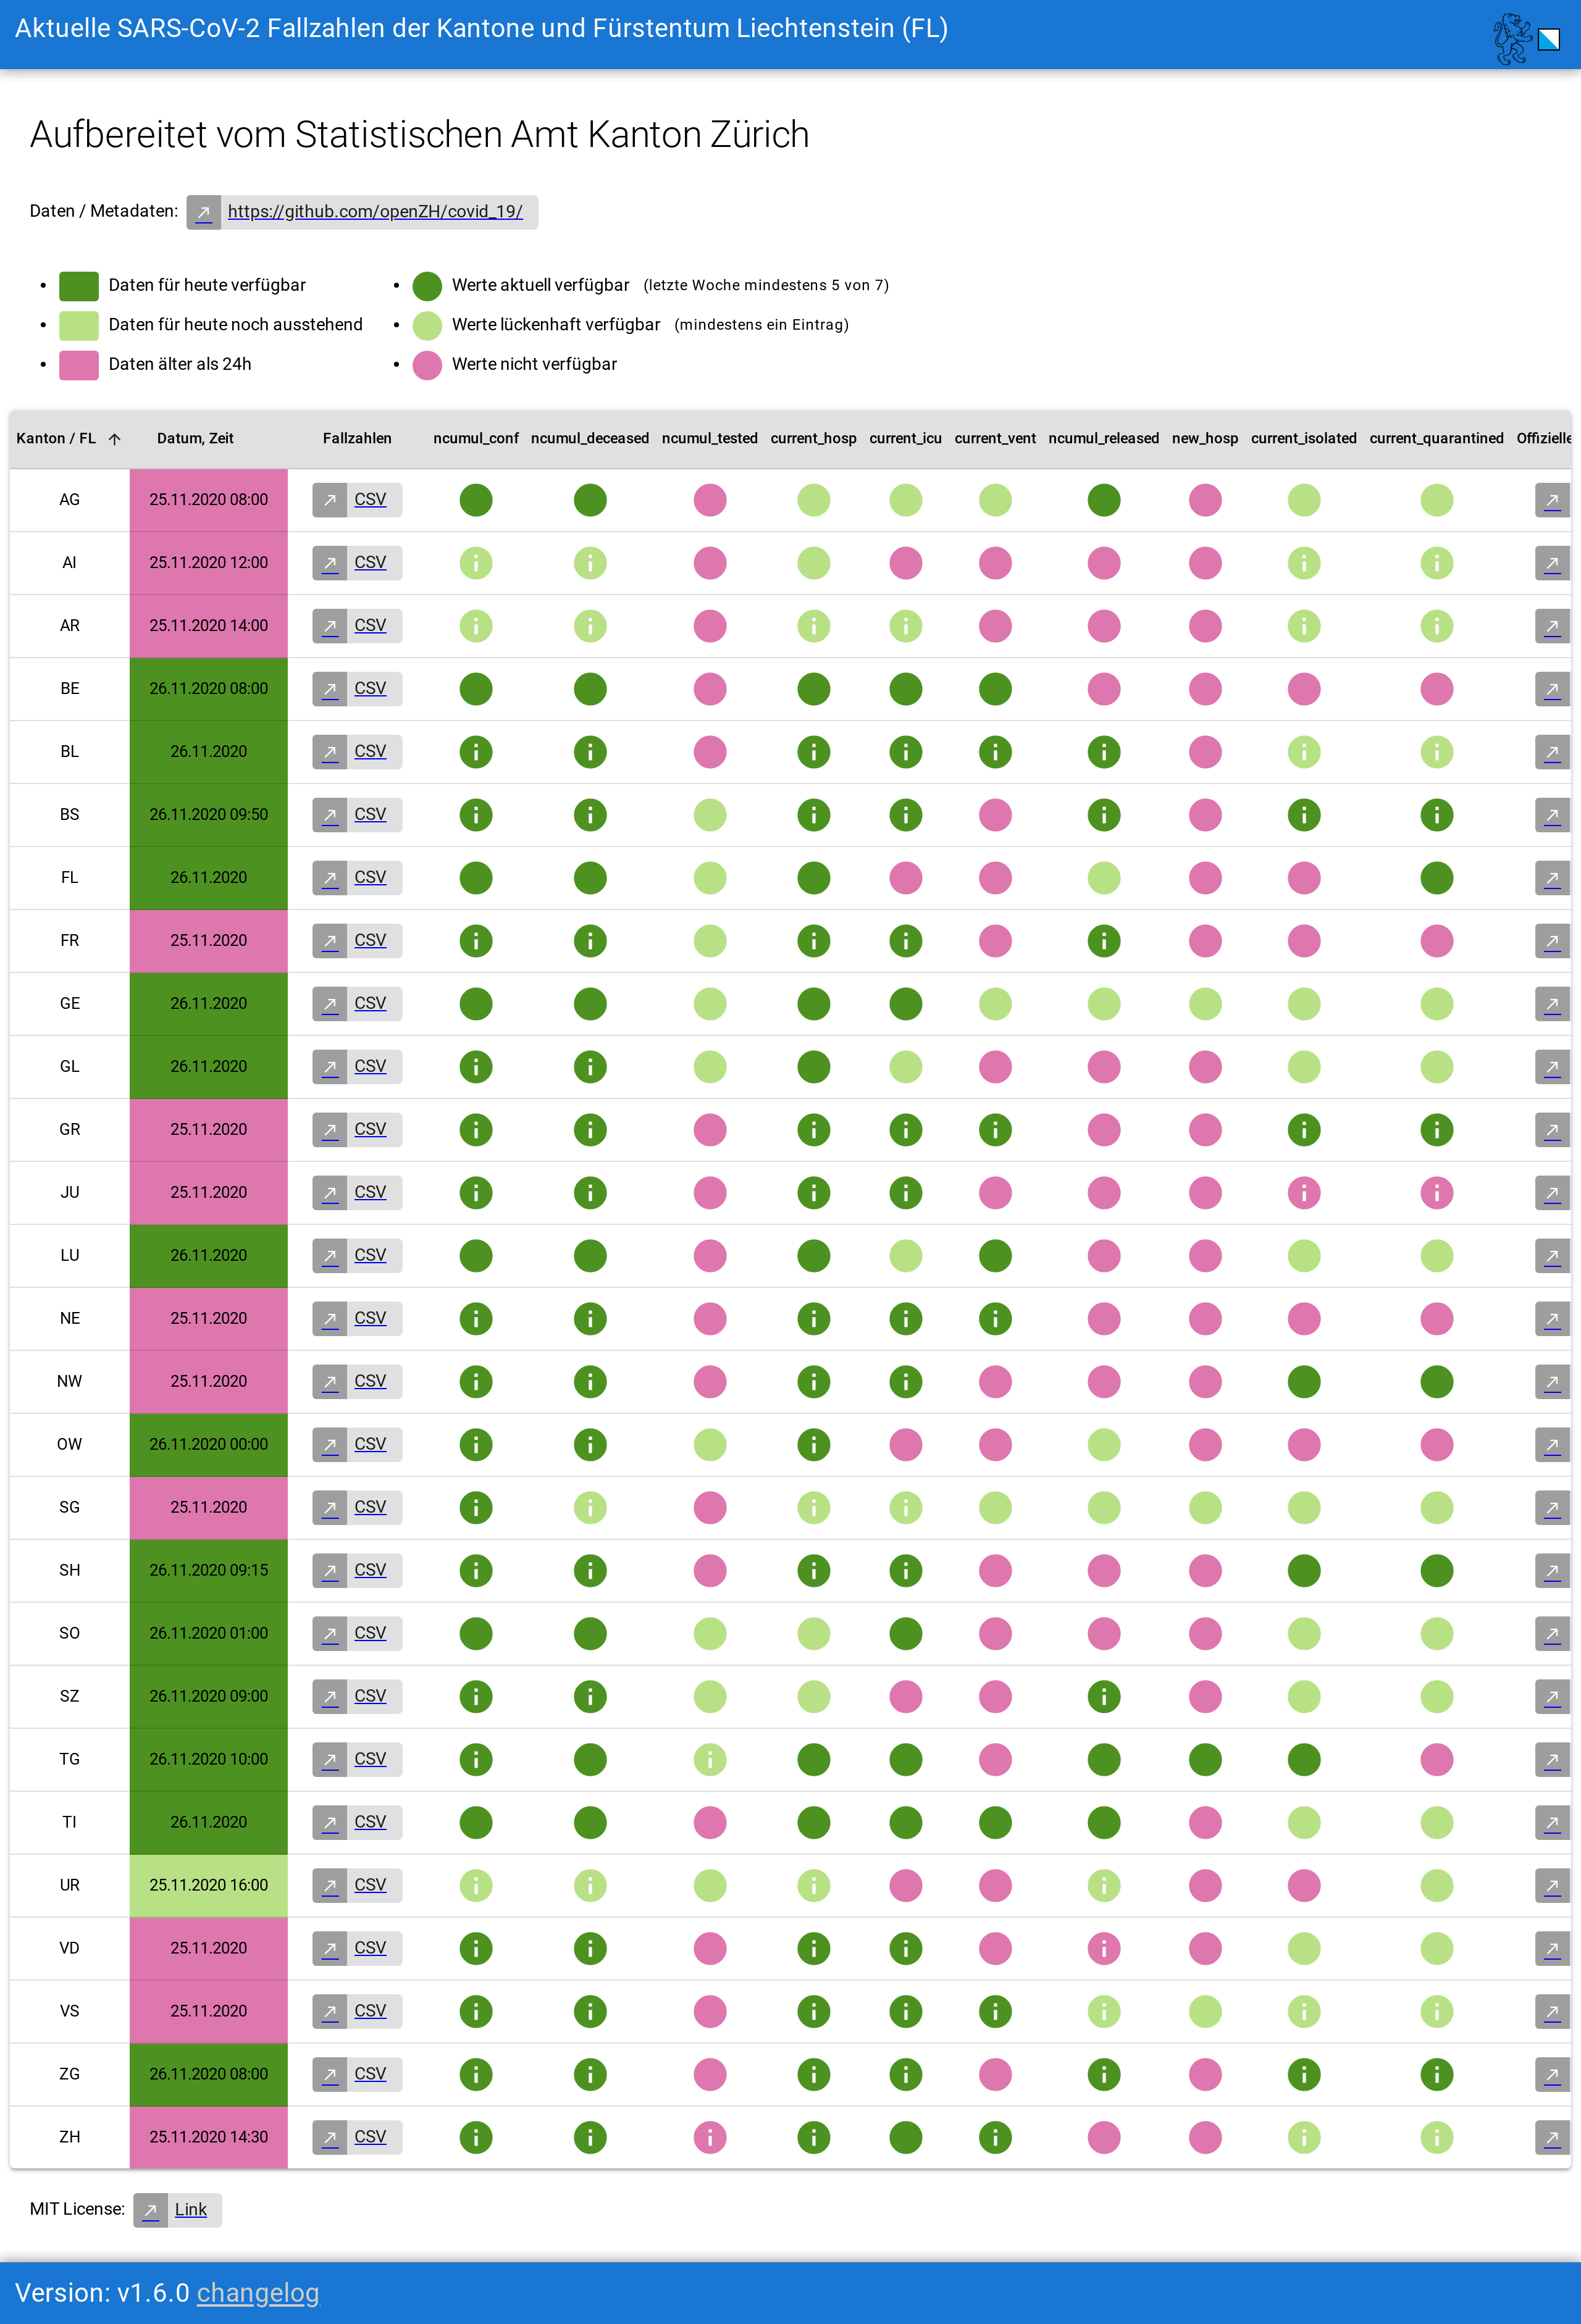 Aktuelle SARS-CoV-2 Fallzahlen der Kantone und Fürstentum Liechtenstein (FL)
Aufbereitet vom Statistischen Amt Kanton Zürich
Daten / Metadaten: https://github.com/openZH/covid_19/
Daten für heute verfügbar
Daten für heute noch ausstehend
Daten älter als 24h
Werte aktuell verfügbar (letzte Woche mindestens 5 von 7)
Werte lückenhaft verfügbar (mindestens ein Eintrag)
Werte nicht verfügbar
Kanton / FL Datum, Zeit Fallzahlen ncumul_conf ncumul_deceased ncumul_tested current_hosp current_icu current_vent ncumul_released new_hosp current_isolated current_quarantined Offizielle
AG 25.11.2020 08:00 CSV
AI 25.11.2020 12:00 CSV
AR 25.11.2020 14:00 CSV
BE 26.11.2020 08:00 CSV
BL 26.11.2020 CSV
BS 26.11.2020 09:50 CSV
FL 26.11.2020 CSV
FR 25.11.2020 CSV
GE 26.11.2020 CSV
GL 26.11.2020 CSV
GR 25.11.2020 CSV
JU 25.11.2020 CSV
LU 26.11.2020 CSV
NE 25.11.2020 CSV
NW 25.11.2020 CSV
OW 26.11.2020 00:00 CSV
SG 25.11.2020 CSV
SH 26.11.2020 09:15 CSV
SO 26.11.2020 01:00 CSV
SZ 26.11.2020 09:00 CSV
TG 26.11.2020 10:00 CSV
TI 26.11.2020 CSV
UR 25.11.2020 16:00 CSV
VD 25.11.2020 CSV
VS 25.11.2020 CSV
ZG 26.11.2020 08:00 CSV
ZH 25.11.2020 14:30 CSV
MIT License: Link
Version: v1.6.0 changelog